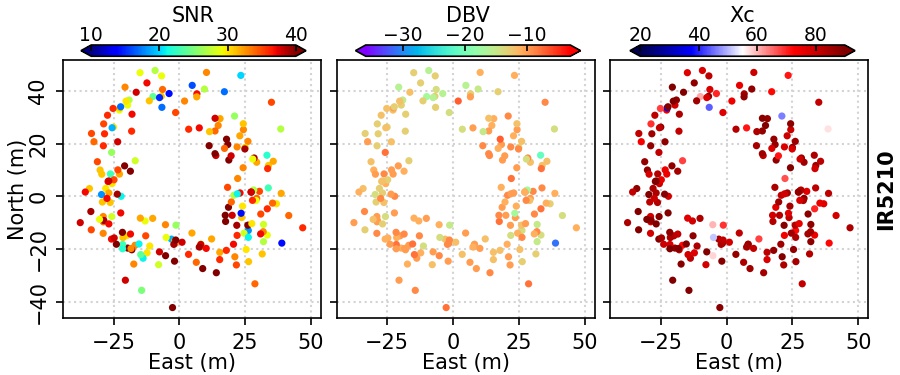 SNR DBV Xc
10 20 30 40 −30 −20 −10 20 40 60 80
North (m)
40
20
0
−20
−40
−25 0 25 50 −25 0 25 50 −25 0 25 50
East (m) East (m) East (m)
IR5210